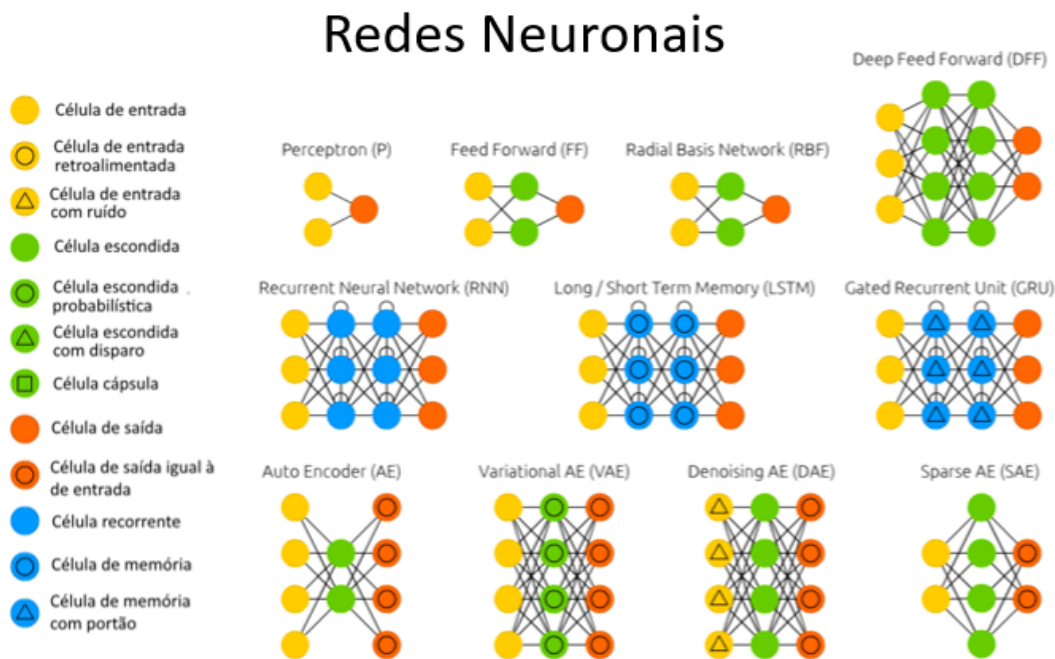 Redes Neuronais
Deep Feed Forward (DFF)
Célula de entrada
Célula de entrada
retroalimentada
Célula de entrada
com ruído
Célula escondida
Célula escondida
probabilística
Célula escondida
com disparo
Célula cápsula
Célula de saída
Célula de saída igual à
de entrada
Célula recorrente
Célula de memória
Célula de memória
com portão
Perceptron (P)
Feed Forward (FF)
Radial Basis Network (RBF)
Recurrent Neural Network (RNN)
Long / Short Term Memory (LSTM)
Gated Recurrent Unit (GRU)
Auto Encoder (AE)
Variational AE (VAE)
Denoising AE (DAE)
Sparse AE (SAE)